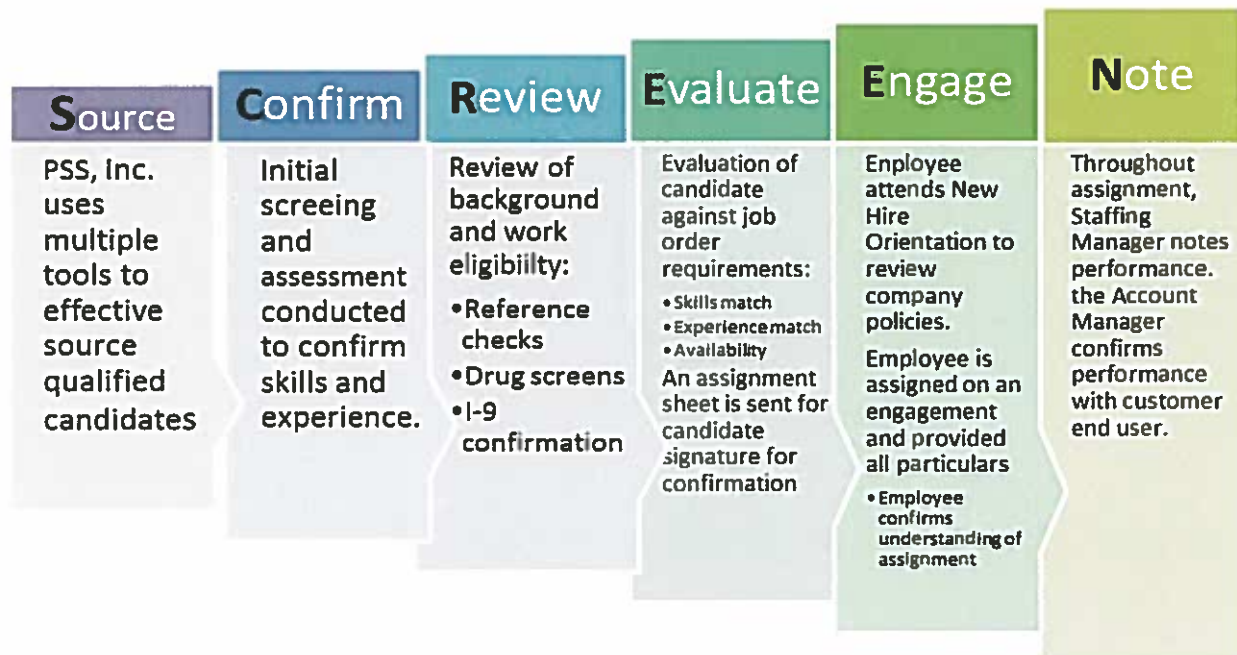 Source
PSS, Inc.
uses
multiple
tools to
effective
source
qualified
candidates
Confirm
Initial
screeing
and
assessment
conducted
to confirm
skills and
experience.
Review
Review of
background
and work
eligibiilty:
•Reference
checks
•Drug screens
•I-9
confirmation
Evaluate
Evaluation of
candidate
against job
order
requirements:
•Skills match
•Experience match
•Availability
An assignment
sheet is sent for
candidate
signature for
confirmation
Engage
Enployee
attends New
Hire
Orientation to
review
company
policies.
Employee is
assigned on an
engagement
and provided
all particulars
•Employee
confirms
understanding of
assignment
Note
Throughout
assignment,
Staffing
Manager notes
performance.
the Account
Manager
confirms
performance
with customer
end user.